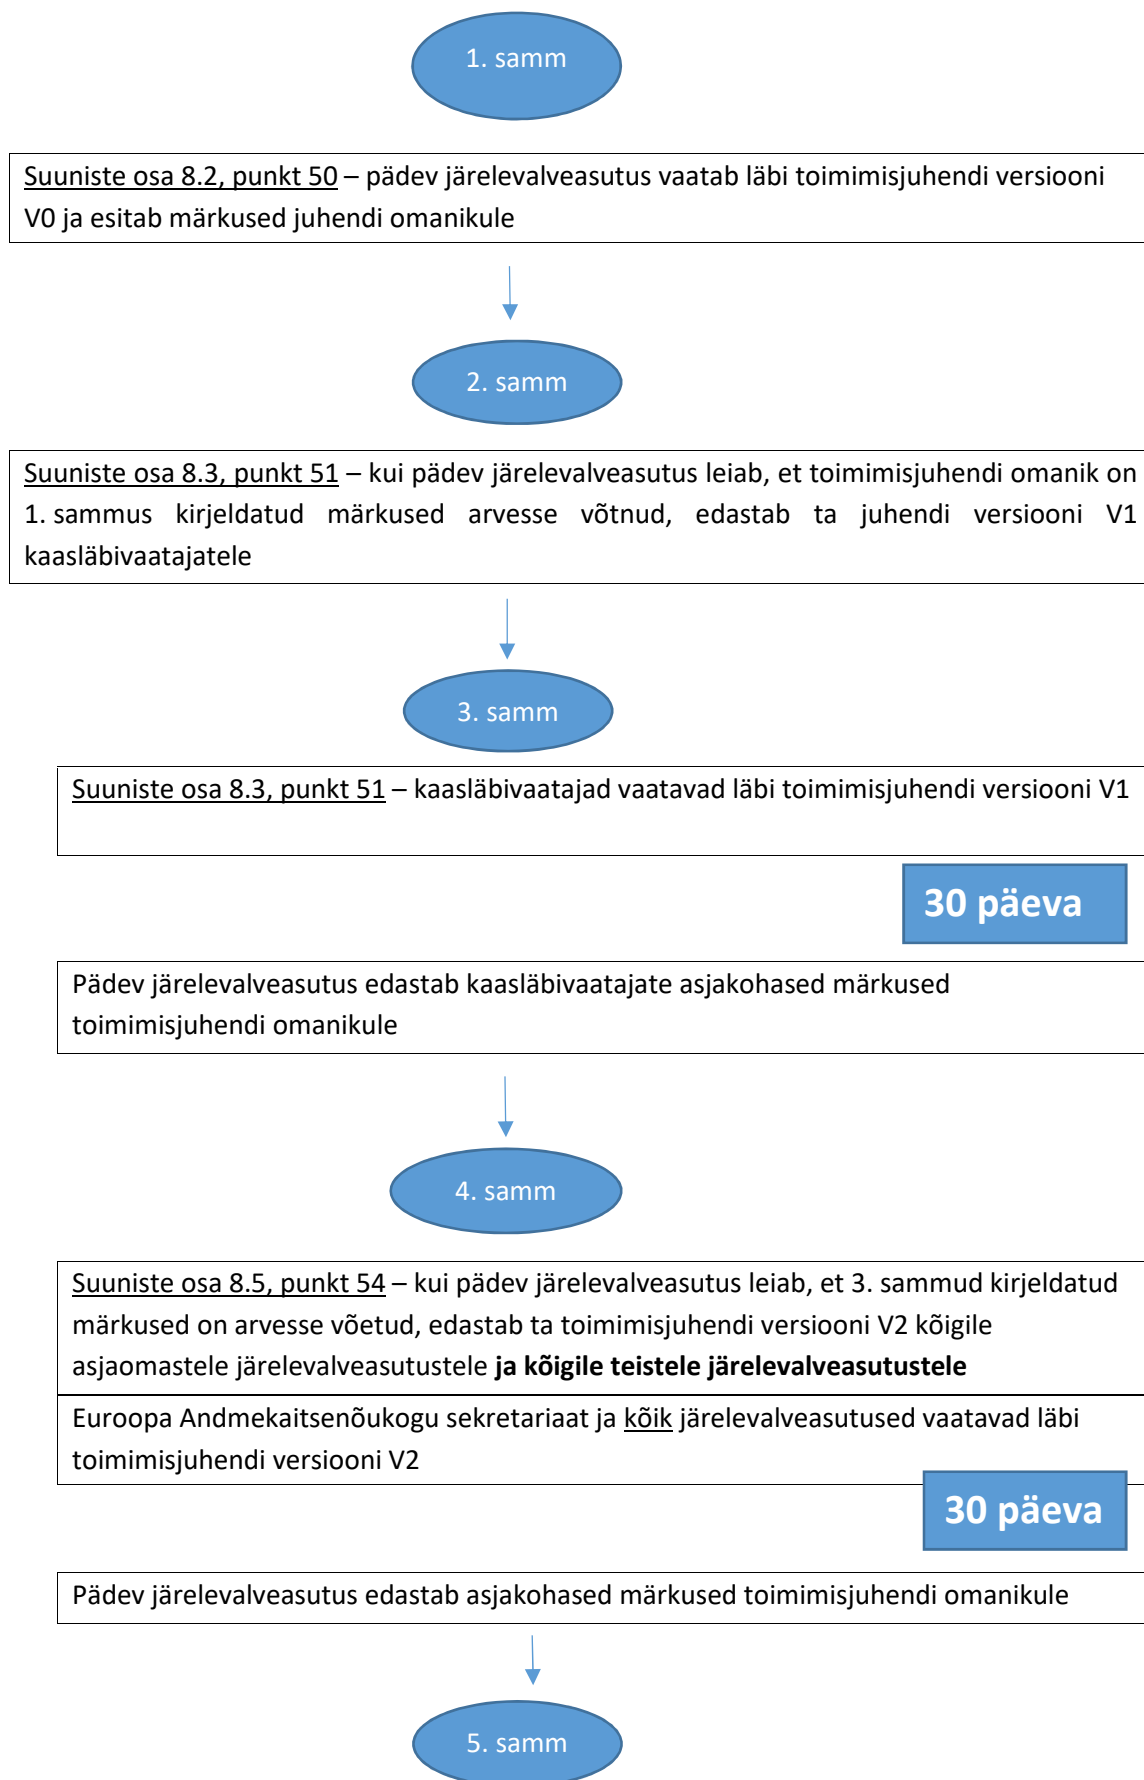 1. samm
Suuniste osa 8.2, punkt 50 – pädev järelevalveasutus vaatab läbi toimimisjuhendi versiooni
V0 ja esitab märkused juhendi omanikule
2. samm
Suuniste osa 8.3, punkt 51 – kui pädev järelevalveasutus leiab, et toimimisjuhendi omanik on
1. sammus kirjeldatud märkused arvesse võtnud, edastab ta juhendi versiooni V1
kaasläbivaatajatele
3. samm
Suuniste osa 8.3, punkt 51 – kaasläbivaatajad vaatavad läbi toimimisjuhendi versiooni V1
30 päeva
Pädev järelevalveasutus edastab kaasläbivaatajate asjakohased märkused
toimimisjuhendi omanikule
4. samm
Suuniste osa 8.5, punkt 54 – kui pädev järelevalveasutus leiab, et 3. sammud kirjeldatud
märkused on arvesse võetud, edastab ta toimimisjuhendi versiooni V2 kõigile
asjaomastele järelevalveasutustele ja kõigile teistele järelevalveasutustele
Euroopa Andmekaitsenõukogu sekretariaat ja kõik järelevalveasutused vaatavad läbi
toimimisjuhendi versiooni V2
30 päeva
Pädev järelevalveasutus edastab asjakohased märkused toimimisjuhendi omanikule
5. samm